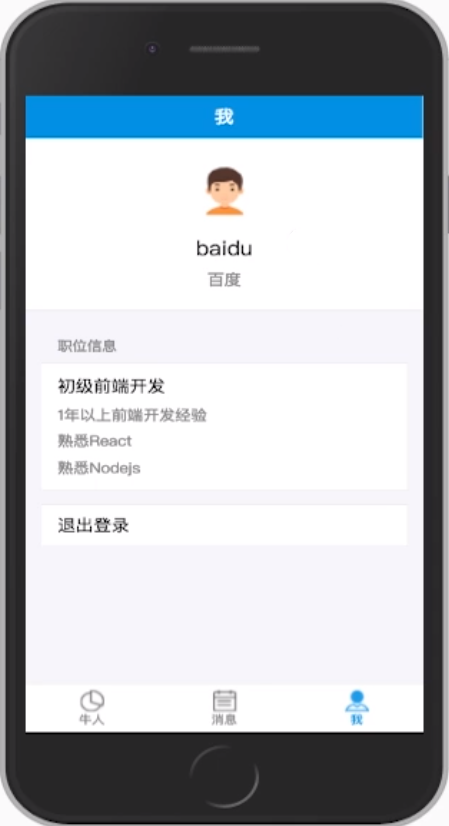 我
baidu
百度
职位信息
初级前端开发
1年以上前端开发经验
熟悉React
熟悉Nodejs
退出登录
牛人
消息
我